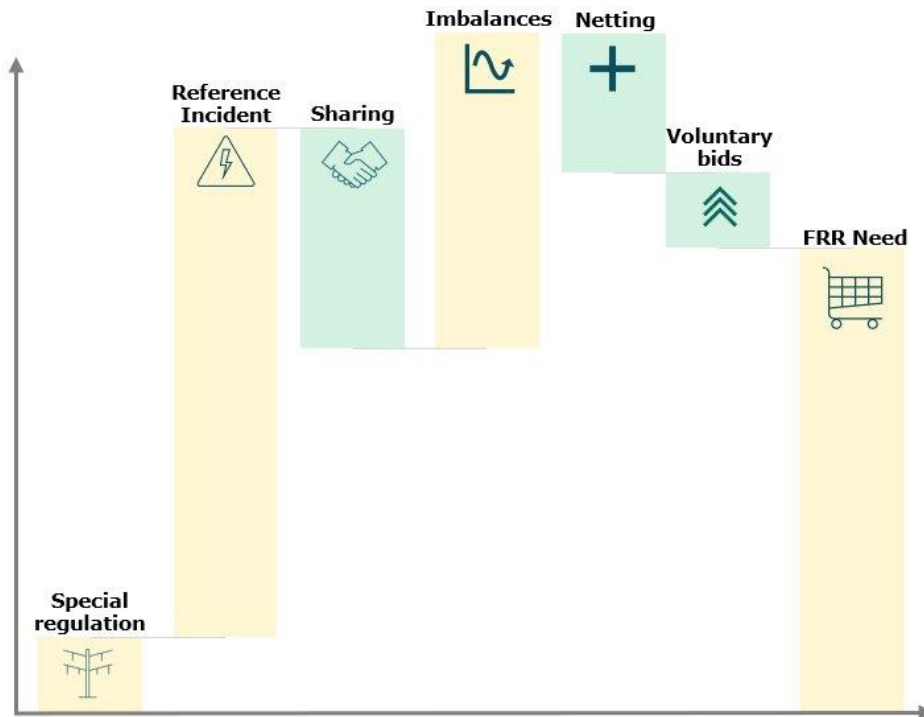 Imbalances
Netting
Reference
Incident
Sharing
Voluntary
bids
FRR Need
Special
regulation